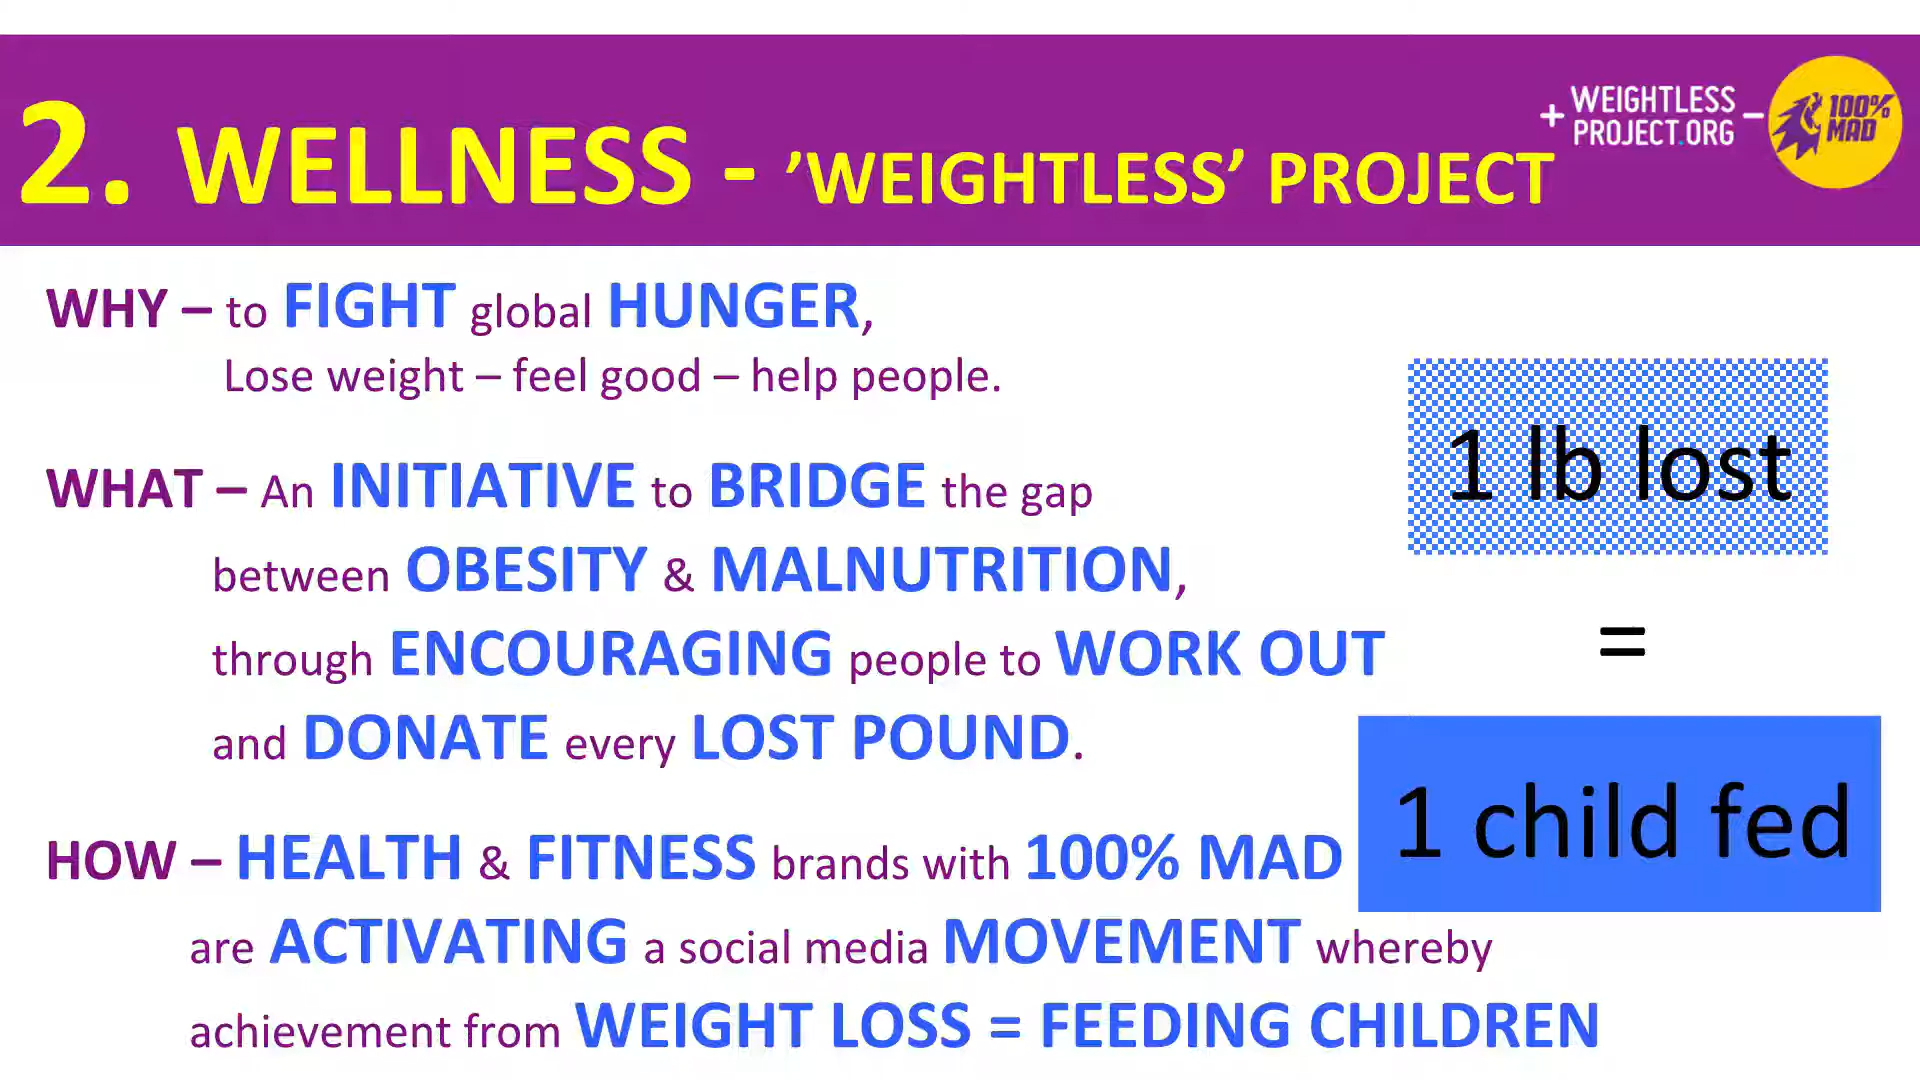 2. WELLNESS - ’WEIGHTLESS’ PROJECT
+ WEIGHTLESS –
PROJECT.ORG
100%
MAD
WHY – to FIGHT global HUNGER,
Lose weight – feel good – help people.
WHAT – An INITIATIVE to BRIDGE the gap
between OBESITY & MALNUTRITION,
through ENCOURAGING people to WORK OUT
and DONATE every LOST POUND.
HOW – HEALTH & FITNESS brands with 100% MAD
are ACTIVATING a social media MOVEMENT whereby
achievement from WEIGHT LOSS = FEEDING CHILDREN
1 lb lost
=
1 child fed